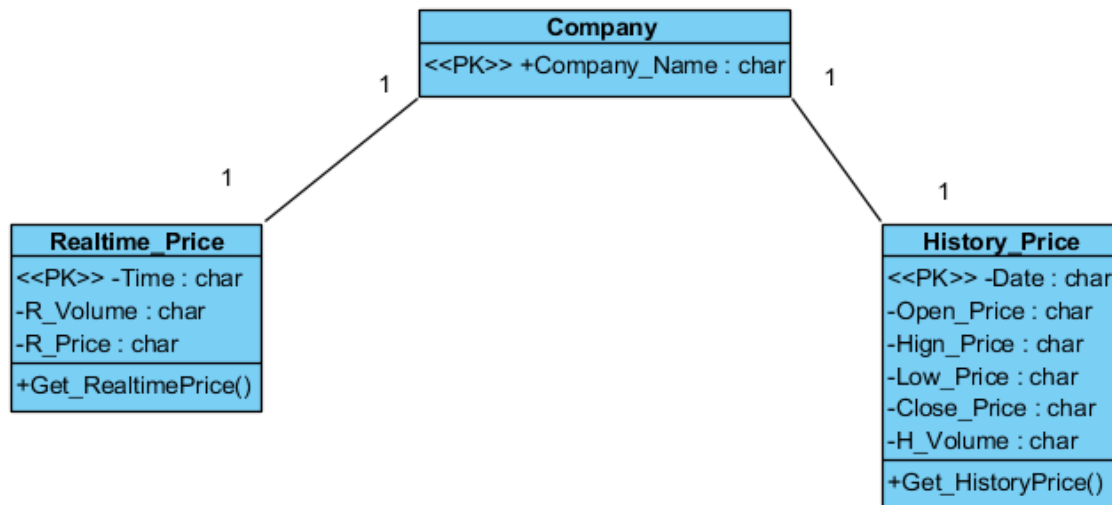 Company
<<PK>> +Company_Name : char
1
1
1
1
Realtime_Price
<<PK>> -Time : char
-R_Volume : char
-R_Price : char
+Get_RealtimePrice()
History_Price
<<PK>> -Date : char
-Open_Price : char
-Hign_Price : char
-Low_Price : char
-Close_Price : char
-H_Volume : char
+Get_HistoryPrice()